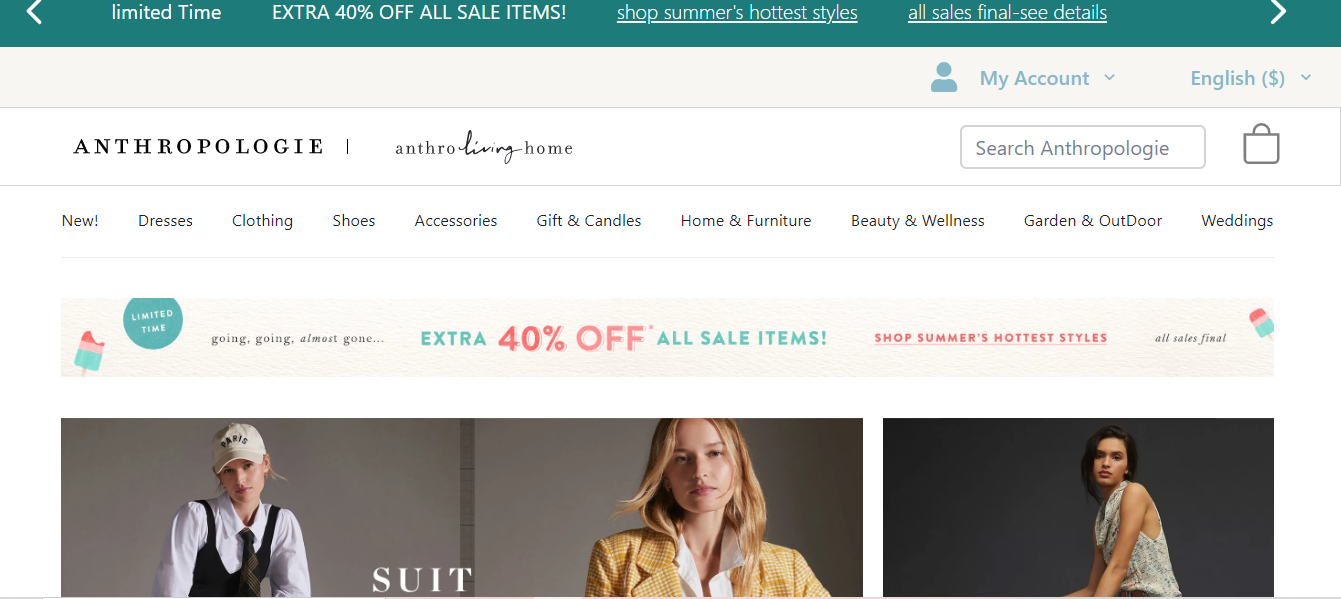 limited Time EXTRA 40% OFF ALL SALE ITEMS! shop summer's hottest styles all sales final-see details
My Account English ($)
ANTHROPOLOGIE | anthroliving home Search Anthropologie
New! Dresses Clothing Shoes Accessories Gift & Candles Home & Furniture Beauty & Wellness Garden & OutDoor Weddings
LIMITED
TIME
going, going, almost gone... EXTRA 40% OFF* ALL SALE ITEMS! SHOP SUMMER'S HOTTEST STYLES all sales final
PARIS
SUIT